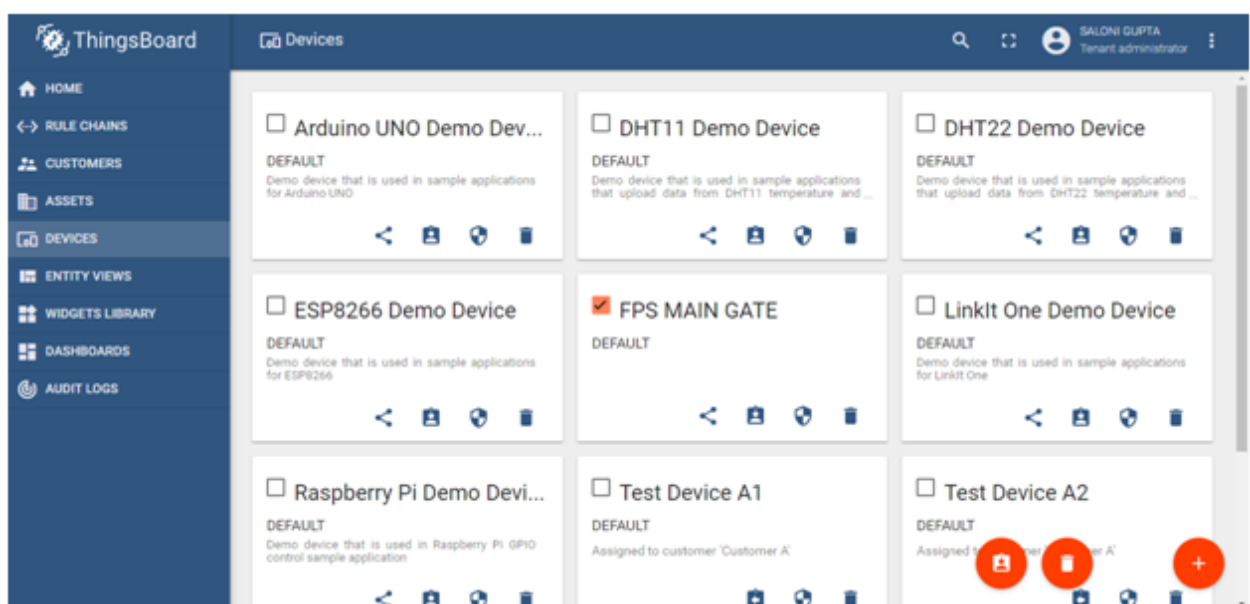 ThingsBoard
Devices
SALONI GUPTA
Tenant administrator
HOME
RULE CHAINS
CUSTOMERS
ASSETS
DEVICES
ENTITY VIEWS
WIDGETS LIBRARY
DASHBOARDS
AUDIT LOGS
Arduino UNO Demo Dev...
DEFAULT
Demo device that is used in sample applications
for Arduino UNO
DHT11 Demo Device
DEFAULT
Demo device that is used in sample applications
that upload data from DHT11 temperature and ...
DHT22 Demo Device
DEFAULT
Demo device that is used in sample applications
that upload data from DHT22 temperature and ...
ESP8266 Demo Device
DEFAULT
Demo device that is used in sample applications
for ESP8266
FPS MAIN GATE
DEFAULT
LinkIt One Demo Device
DEFAULT
Demo device that is used in sample applications
for LinkIt One
Raspberry Pi Demo Devi...
DEFAULT
Demo device that is used in Raspberry Pi GPIO
control sample application
Test Device A1
DEFAULT
Assigned to customer 'Customer A'
Test Device A2
DEFAULT
Assigned A'